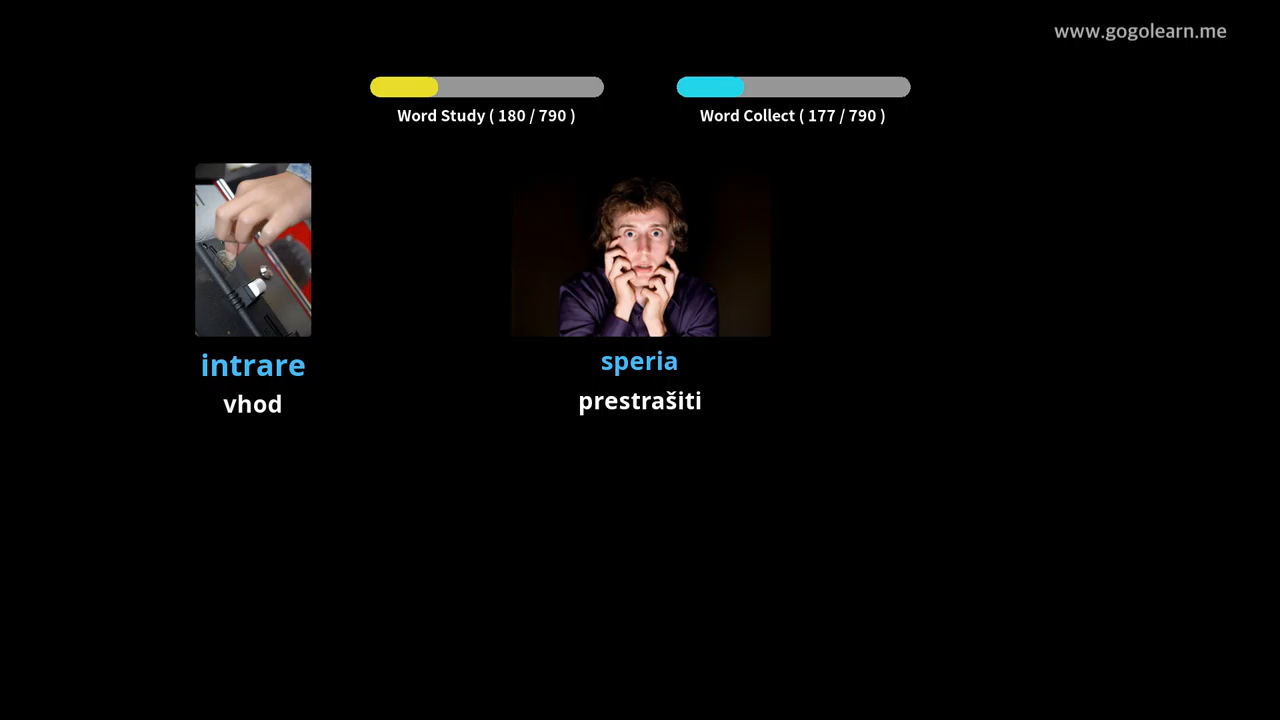 www.gogolearn.me
Word Study ( 180 / 790 )
Word Collect ( 177 / 790 )
intrare
vhod
speria
prestrašiti